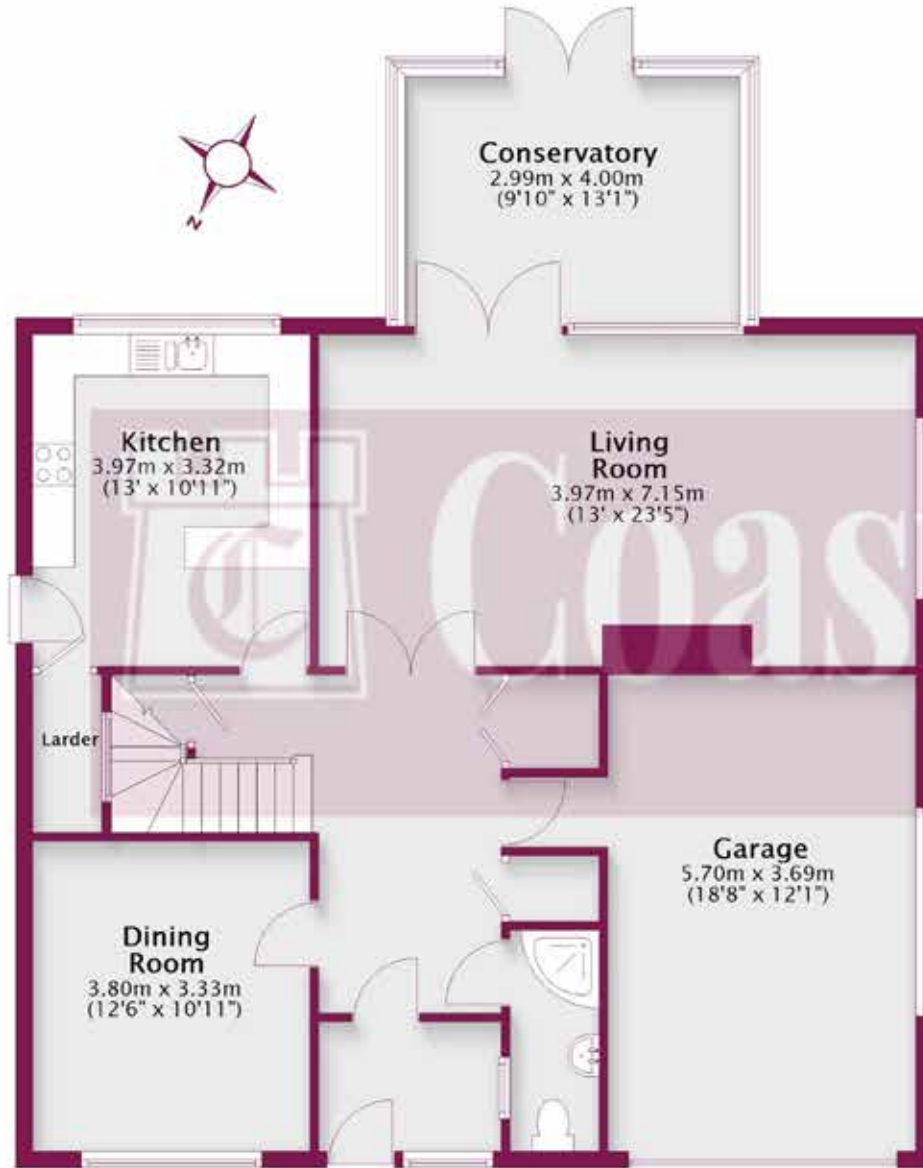 Conservatory
2.99m x 4.00m
(9'10" x 13'1")
N
Kitchen
3.97m x 3.32m
(13' x 10'11")
Living
Room
3.97m x 7.15m
(13' x 23'5")
C Coas
Larder
Garage
5.70m x 3.69m
(18'8" x 12'1")
Dining
Room
3.80m x 3.33m
(12'6" x 10'11")